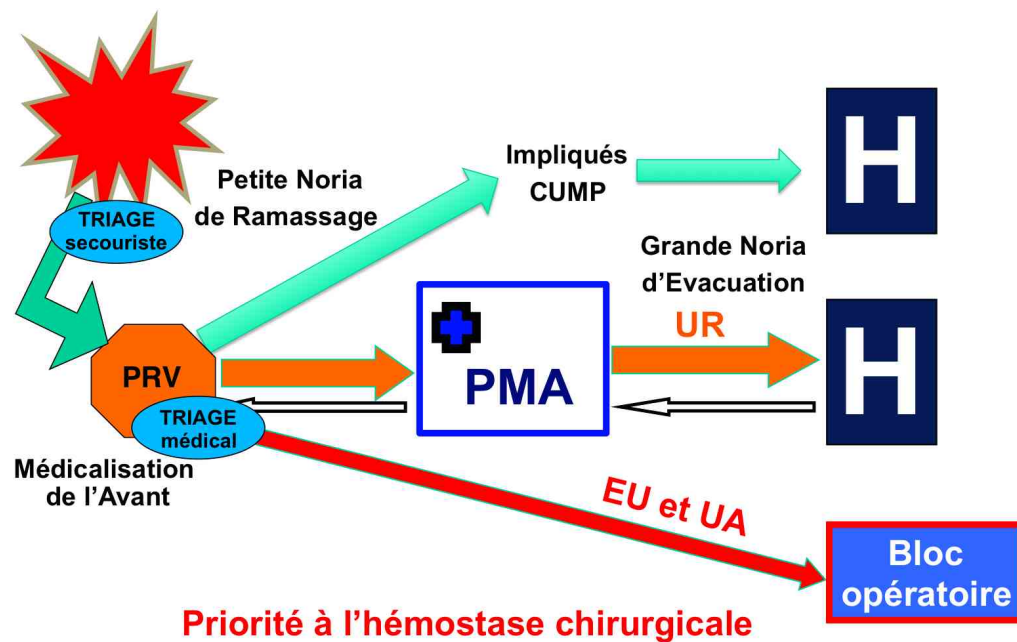 TRIAGE
secouriste
Petite Noria
de Ramassage
Impliqués
CUMP
H
Grande Noria
d’Evacuation
UR
PRV
TRIAGE
médical
PMA
H
Médicalisation
de l’Avant
EU et UA
Bloc
opératoire
Priorité à l’hémostase chirurgicale